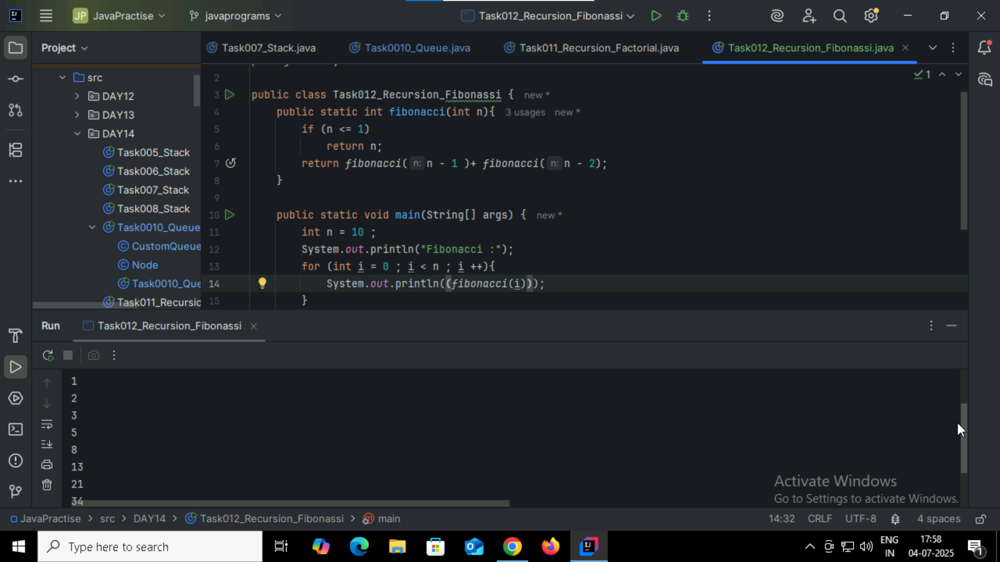 JP JavaPractise
javaprograms
Task012_Recursion_Fibonassi
Project
Task007_Stack.java
Task0010_Queue.java
Task011_Recursion_Factorial.java
Task012_Recursion_Fibonassi.java
src
DAY12
DAY13
DAY14
Task005_Stack
Task006_Stack
Task007_Stack
Task008_Stack
Task0010_Queue
CustomQueue
Node
Task0010_Que
Task011_Recursio
1
2
3 public class Task012_Recursion_Fibonassi { new *
4 public static int fibonacci(int n){ 3 usages new *
5 if (n <= 1)
6 return n;
7 return fibonacci( n: n - 1 )+ fibonacci( n: n - 2);
8 }
9
10 public static void main(String[] args) { new *
11 int n = 10 ;
12 System.out.println("Fibonacci :");
13 for (int i = 0 ; i < n ; i ++){
14 System.out.println((fibonacci(i)));
15 }
Run
Task012_Recursion_Fibonassi
1
2
3
5
8
13
21
34
Activate Windows
Go to Settings to activate Windows.
JavaPractise > src > DAY14 > Task012_Recursion_Fibonassi > main
14:32 CRLF UTF-8 4 spaces
Type here to search
ENG
IN
17:58
04-07-2025
1